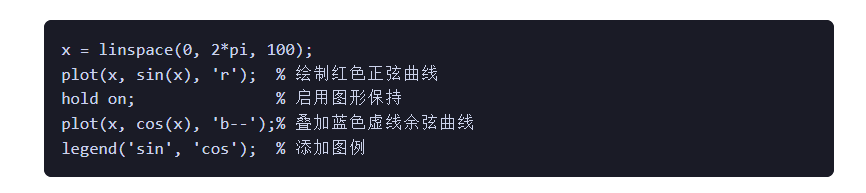 x = linspace(0, 2*pi, 100);
plot(x, sin(x), 'r');  % 绘制红色正弦曲线
hold on;               % 启用图形保持
plot(x, cos(x), 'b--');% 叠加蓝色虚线余弦曲线
legend('sin', 'cos');  % 添加图例